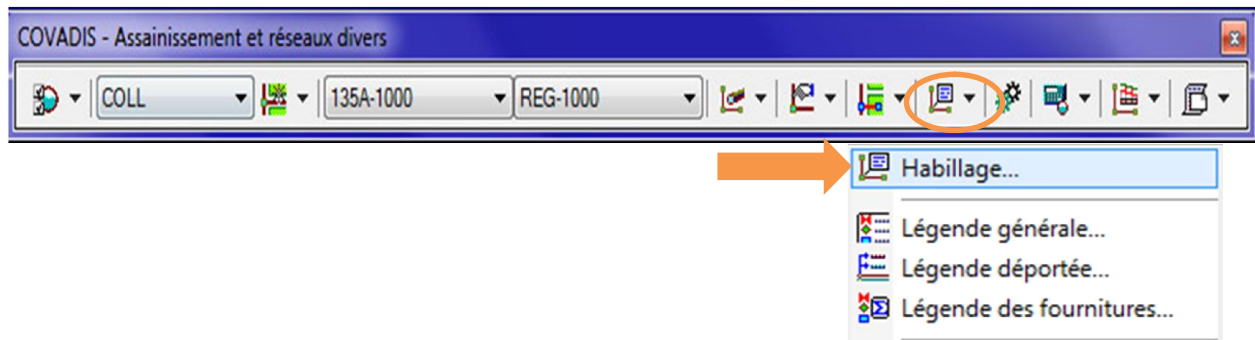 COVADIS - Assainissement et réseaux divers
COLL 135A-1000 REG-1000
Habillage...
Légende générale...
Légende déportée...
Légende des fournitures...